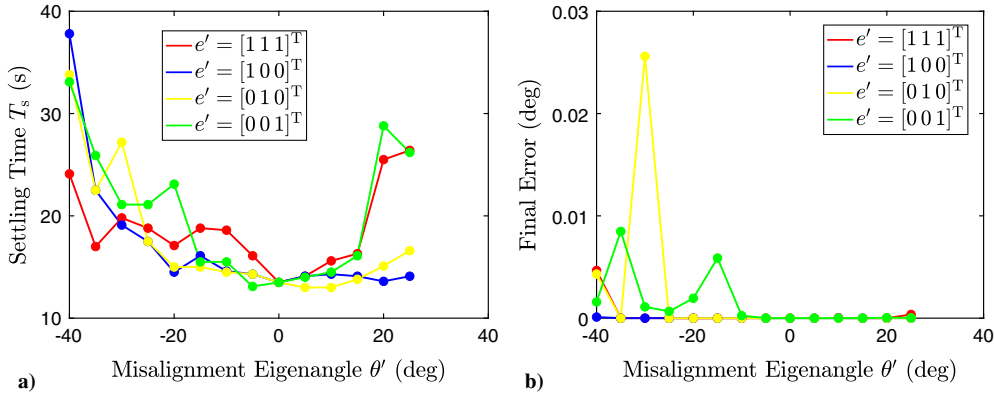 40
30
20
10
-40
-20
0
20
40
Settling Time Tₛ (s)
Misalignment Eigenangle θ′ (deg)
e′ = [1 1 1]ᵀ
e′ = [1 0 0]ᵀ
e′ = [0 1 0]ᵀ
e′ = [0 0 1]ᵀ
a)
0.03
0.02
0.01
0
-40
-20
0
20
40
Final Error (deg)
Misalignment Eigenangle θ′ (deg)
e′ = [1 1 1]ᵀ
e′ = [1 0 0]ᵀ
e′ = [0 1 0]ᵀ
e′ = [0 0 1]ᵀ
b)